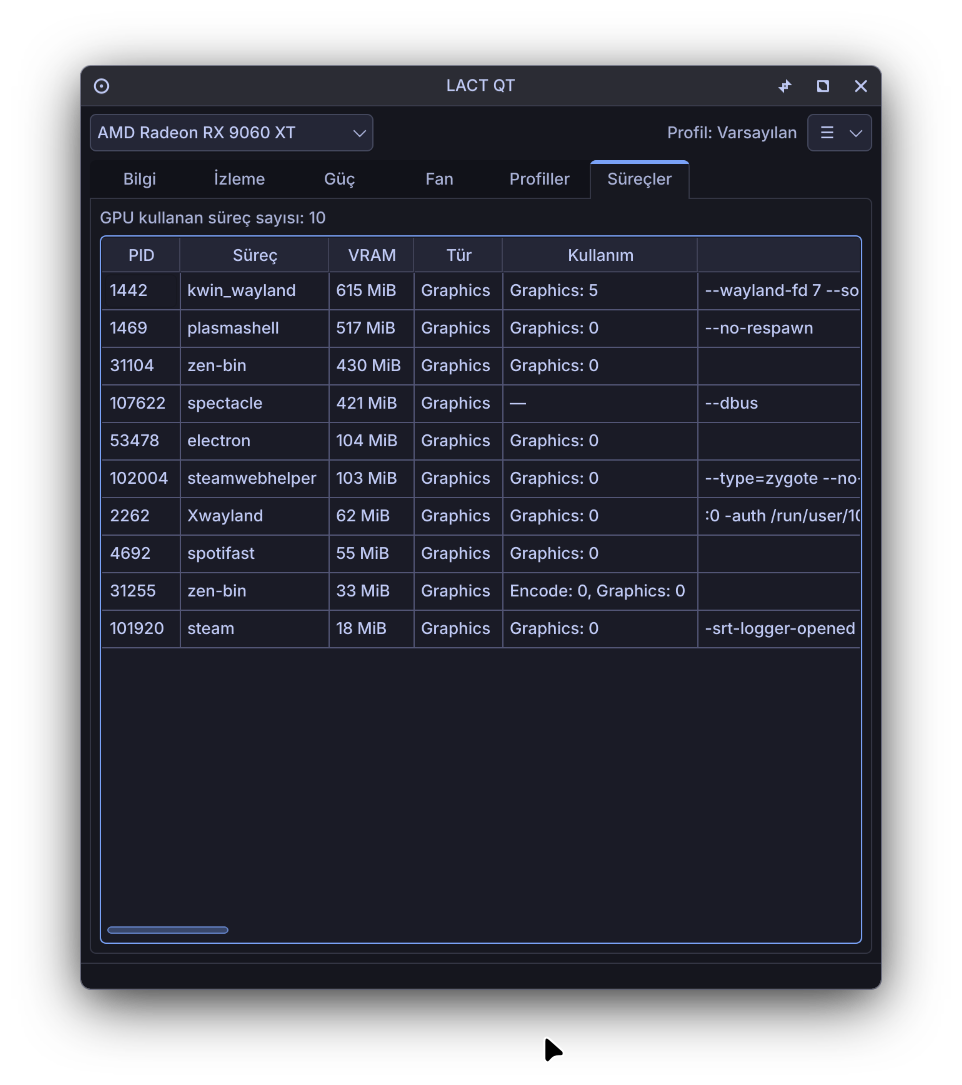 LACT QT
AMD Radeon RX 9060 XT
Profil: Varsayılan
Bilgi İzleme Güç Fan Profiller Süreçler
GPU kullanan süreç sayısı: 10
PID Süreç VRAM Tür Kullanım
1442 kwin_wayland 615 MiB Graphics Graphics: 5 --wayland-fd 7 --so
1469 plasmashell 517 MiB Graphics Graphics: 0 --no-respawn
31104 zen-bin 430 MiB Graphics Graphics: 0
107622 spectacle 421 MiB Graphics — --dbus
53478 electron 104 MiB Graphics Graphics: 0
102004 steamwebhelper 103 MiB Graphics Graphics: 0 --type=zygote --no-
2262 Xwayland 62 MiB Graphics Graphics: 0 :0 -auth /run/user/10
4692 spotifast 55 MiB Graphics Graphics: 0
31255 zen-bin 33 MiB Graphics Encode: 0, Graphics: 0
101920 steam 18 MiB Graphics Graphics: 0 -srt-logger-opened